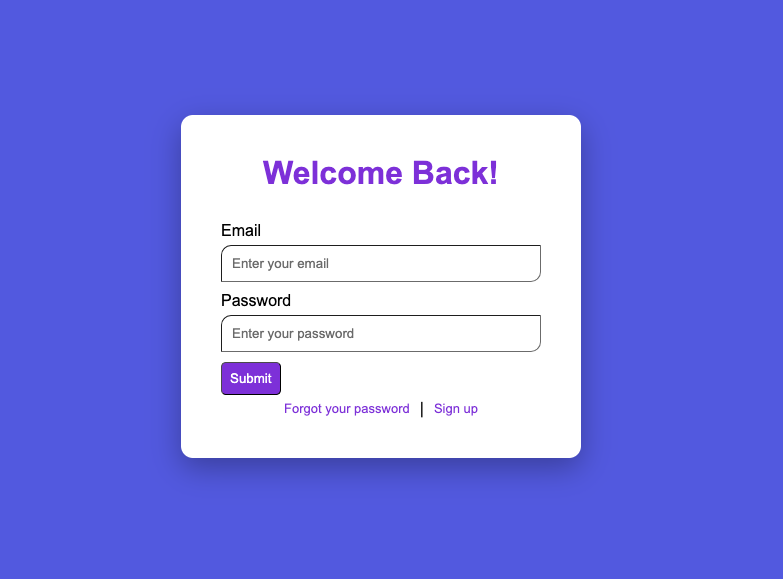 Welcome Back!
Email
Enter your email
Password
Enter your password
Submit
Forgot your password | Sign up